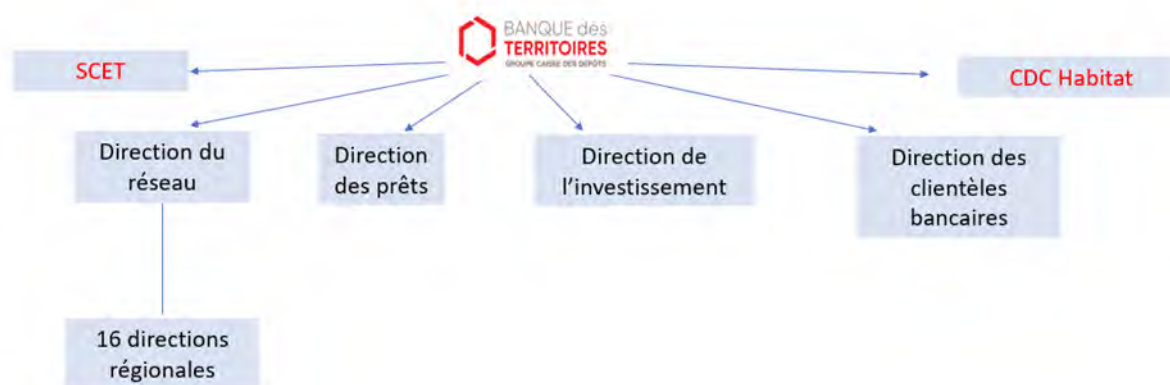 BANQUE des
TERRITOIRES
GROUPE CAISSE DES DÉPÔTS
SCET
CDC Habitat
Direction du
réseau
Direction
des prêts
Direction de
l’investissement
Direction des
clientèles
bancaires
16 directions
régionales